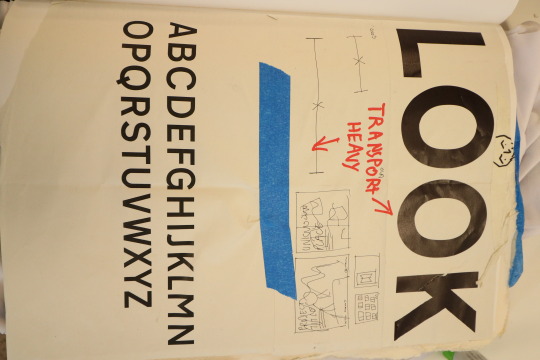 LOOK
TRANSPORT
HEAVY
ABCDEFGHIJKLMN
OPQRSTUVWXYZ